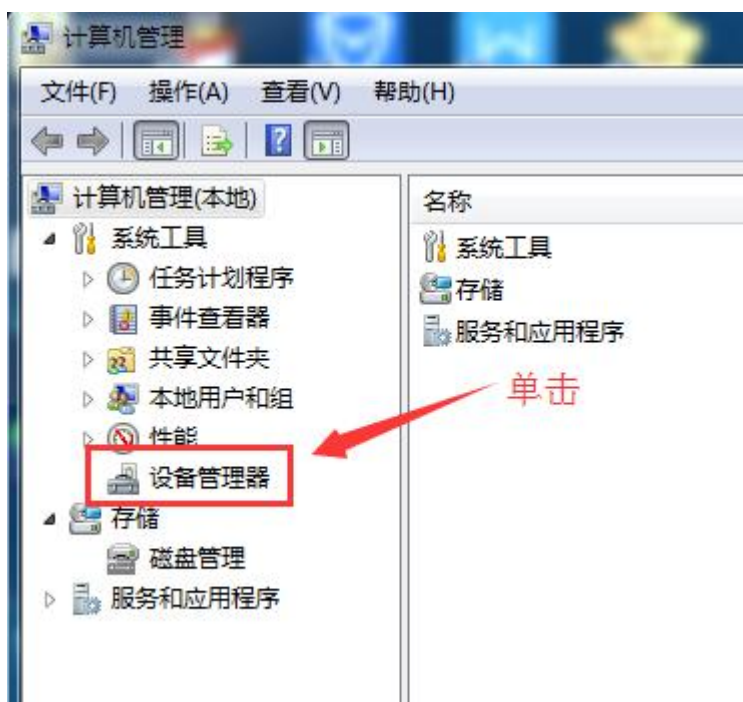 计算机管理
文件(F) 操作(A) 查看(V) 帮助(H)
计算机管理(本地)
系统工具
任务计划程序
事件查看器
共享文件夹
本地用户和组
性能
设备管理器
存储
磁盘管理
服务和应用程序
名称
系统工具
存储
服务和应用程序
单击